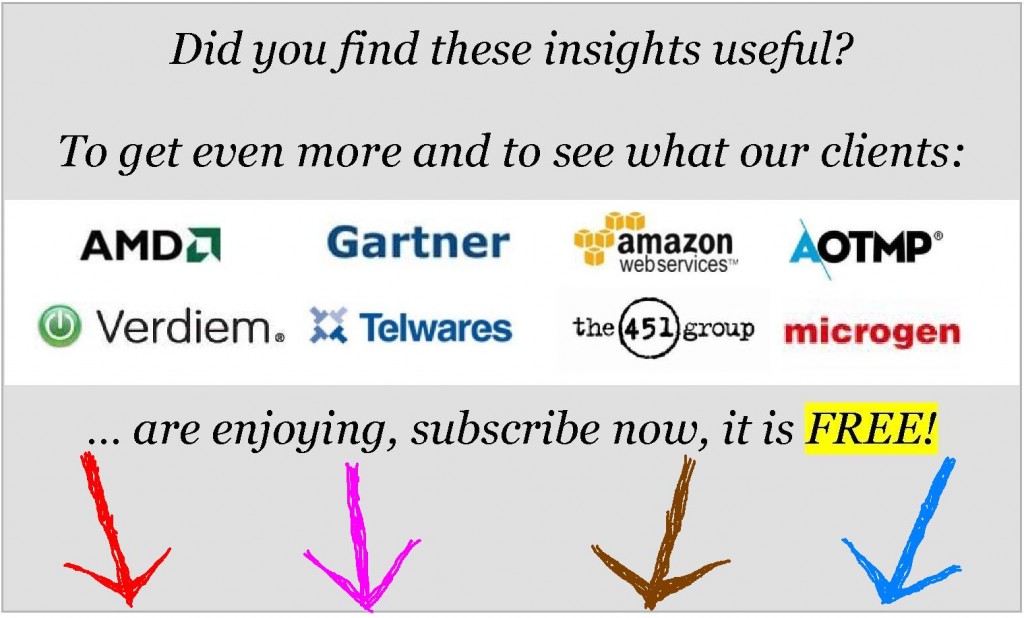 Did you find these insights useful?
To get even more and to see what our clients:
AMD Gartner amazon webservices™ AOTMP®
Verdiem® Telwares the 451 group microgen
... are enjoying, subscribe now, it is FREE!